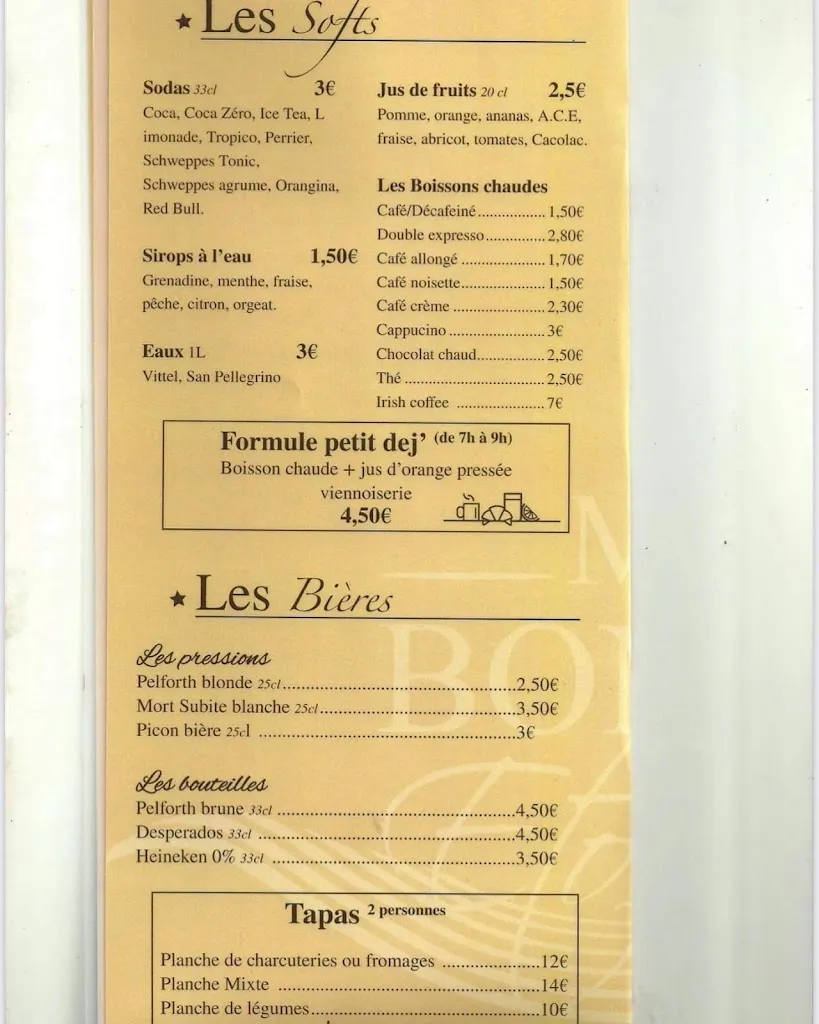 ★ Les Softs
Sodas 33cl 3€
Coca, Coca Zéro, Ice Tea, L
imonade, Tropico, Perrier,
Schweppes Tonic,
Schweppes agrume, Orangina,
Red Bull.
Sirops à l'eau 1,50€
Grenadine, menthe, fraise,
pêche, citron, orgeat.
Eaux 1L 3€
Vittel, San Pellegrino
Jus de fruits 20 cl 2,5€
Pomme, orange, ananas, A.C.E,
fraise, abricot, tomates, Cacolac.
Les Boissons chaudes
Café/Décafeiné................. 1,50€
Double expresso............... 2,80€
Café allongé ..................... 1,70€
Café noisette..................... 1,50€
Café crème ....................... 2,30€
Cappucino ........................ 3€
Chocolat chaud................. 2,50€
Thé ................................... 2,50€
Irish coffee ...................... 7€
Formule petit dej' (de 7h à 9h)
Boisson chaude + jus d'orange pressée
viennoiserie
4,50€
★ Les Bières
Les pressions
Pelforth blonde 25cl..........................................................2,50€
Mort Subite blanche 25cl.................................................3,50€
Picon bière 25cl ................................................................3€
Les bouteilles
Pelforth brune 33cl ...........................................................4,50€
Desperados 33cl ................................................................4,50€
Heineken 0% 33cl .............................................................3,50€
Tapas 2 personnes
Planche de charcuteries ou fromages ........................12€
Planche Mixte .................................................................14€
Planche de légumes.........................................................10€